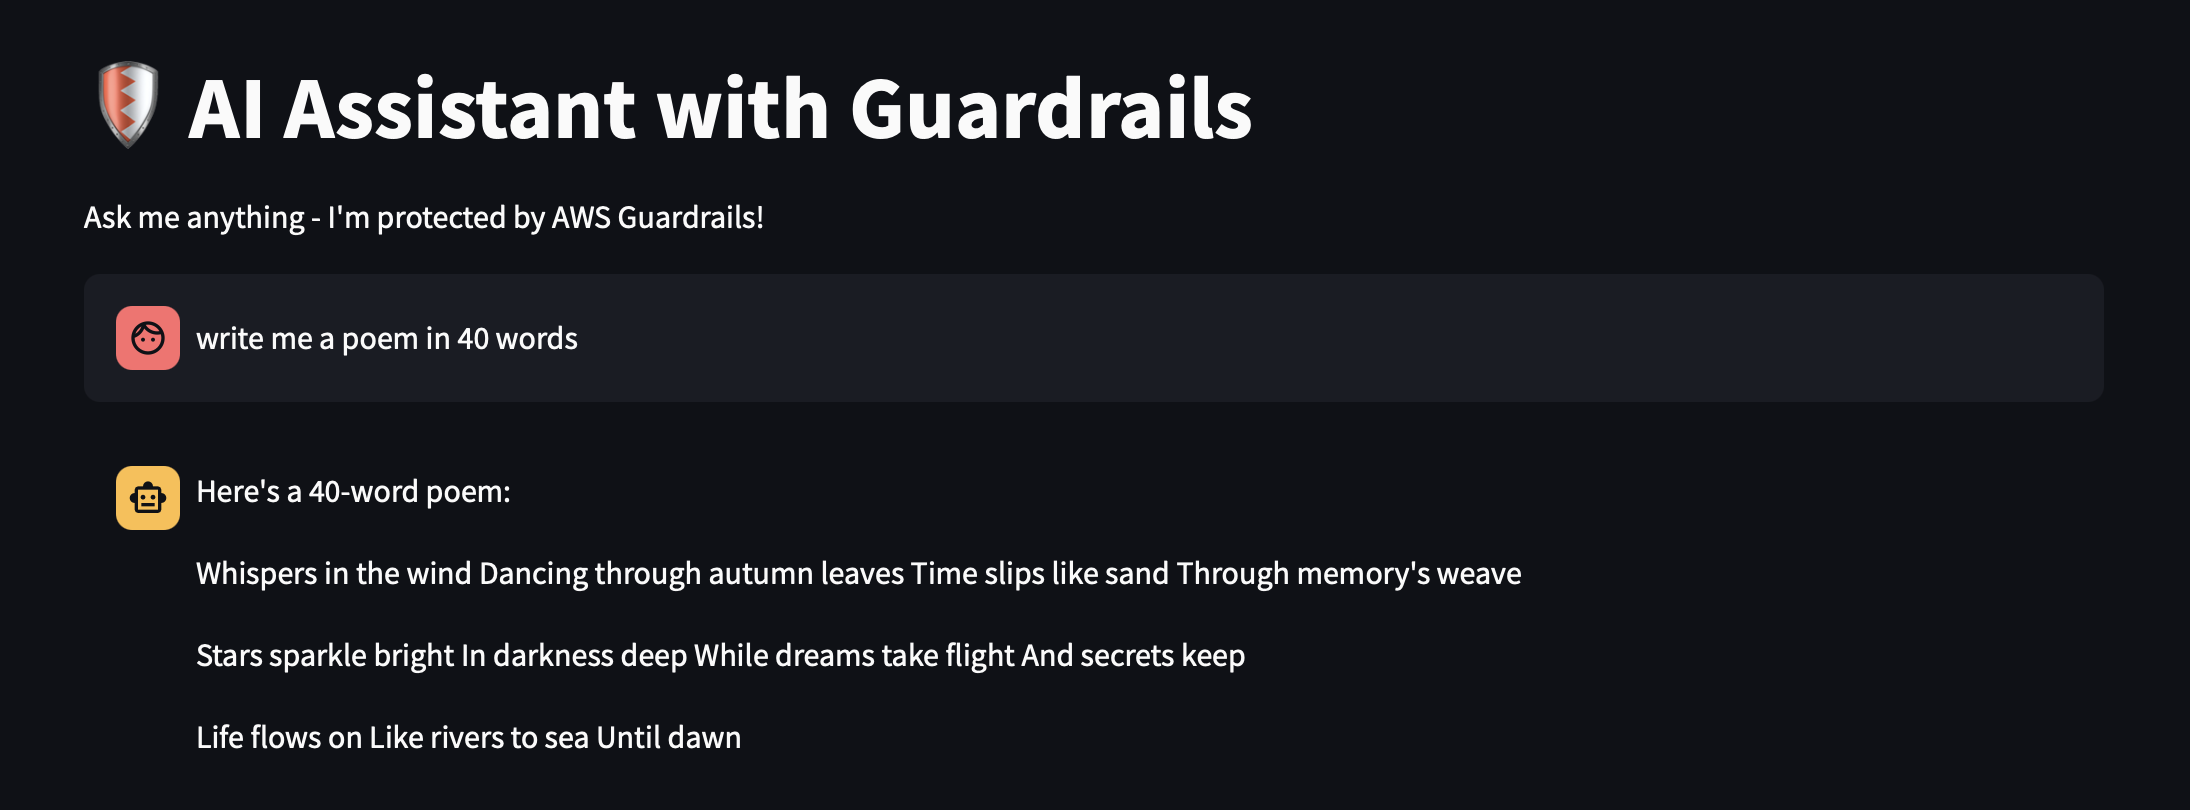 AI Assistant with Guardrails
Ask me anything - I'm protected by AWS Guardrails!
write me a poem in 40 words
Here's a 40-word poem:
Whispers in the wind Dancing through autumn leaves Time slips like sand Through memory's weave
Stars sparkle bright In darkness deep While dreams take flight And secrets keep
Life flows on Like rivers to sea Until dawn